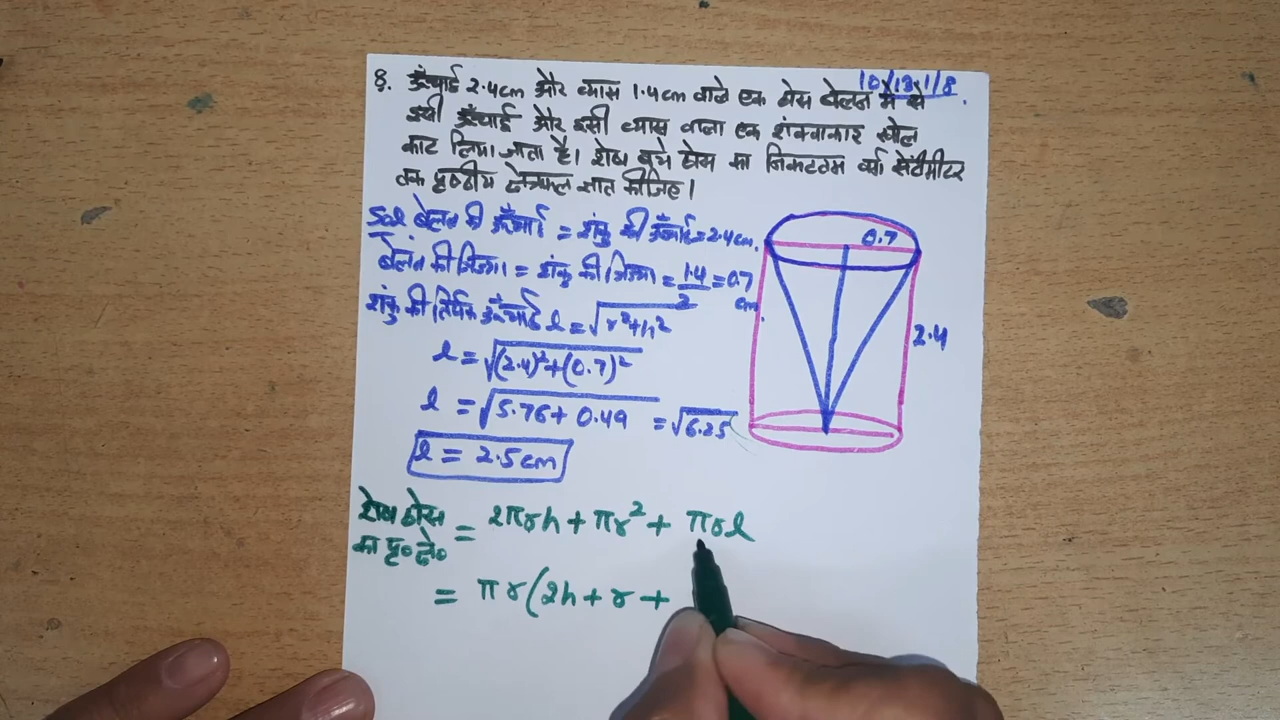 10/13.1/8
8. ऊँचाई 2.4cm और व्यास 1.4cm वाले एक ठोस बेलन में से
इसी ऊँचाई और इसी व्यास वाला एक शंक्वाकार खोल
काट लिया जाता है। शेष बचे ठोस का निकटतम वर्ग सेंटीमीटर
तक पृष्ठीय क्षेत्रफल ज्ञात कीजिए।
Sol बेलन की ऊँचाई = शंकु की ऊँचाई = 2.4cm.
बेलन की त्रिज्या = शंकु की त्रिज्या = 1.4/2 = 0.7 cm.
शंकु की तिर्यक ऊँचाई l = √r²+h²
l = √(2.4)²+(0.7)²
l = √5.76+0.49 = √6.25
l = 2.5cm
0.7
2.4
शेष ठोस का पृ० क्षे० = 2πrh + πr² + πrl
= πr(2h + r +